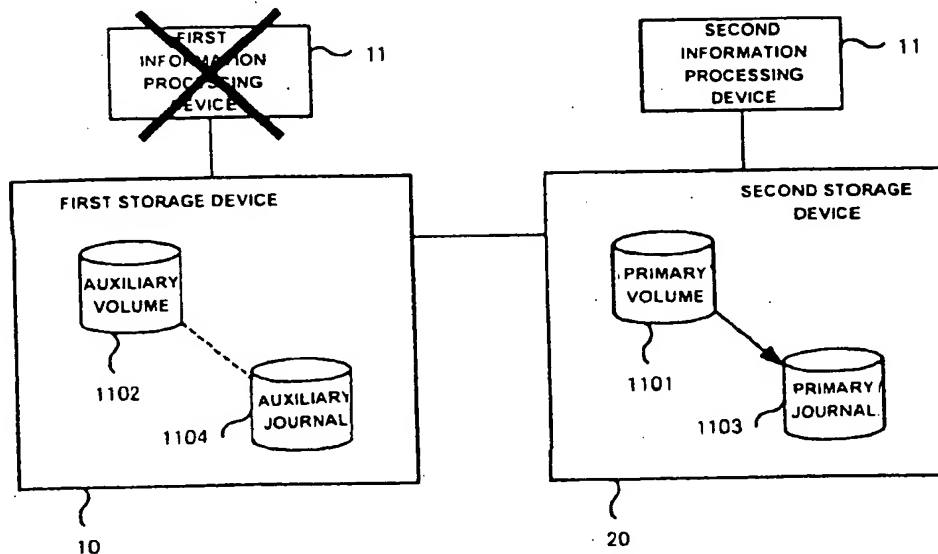 FIRST
INFORMATION
PROCESSING
DEVICE
11
SECOND
INFORMATION
PROCESSING
DEVICE
11
FIRST STORAGE DEVICE
AUXILIARY
VOLUME
1102
AUXILIARY
JOURNAL
1104
10
SECOND STORAGE
DEVICE
PRIMARY
VOLUME
1101
PRIMARY
JOURNAL
1103
20